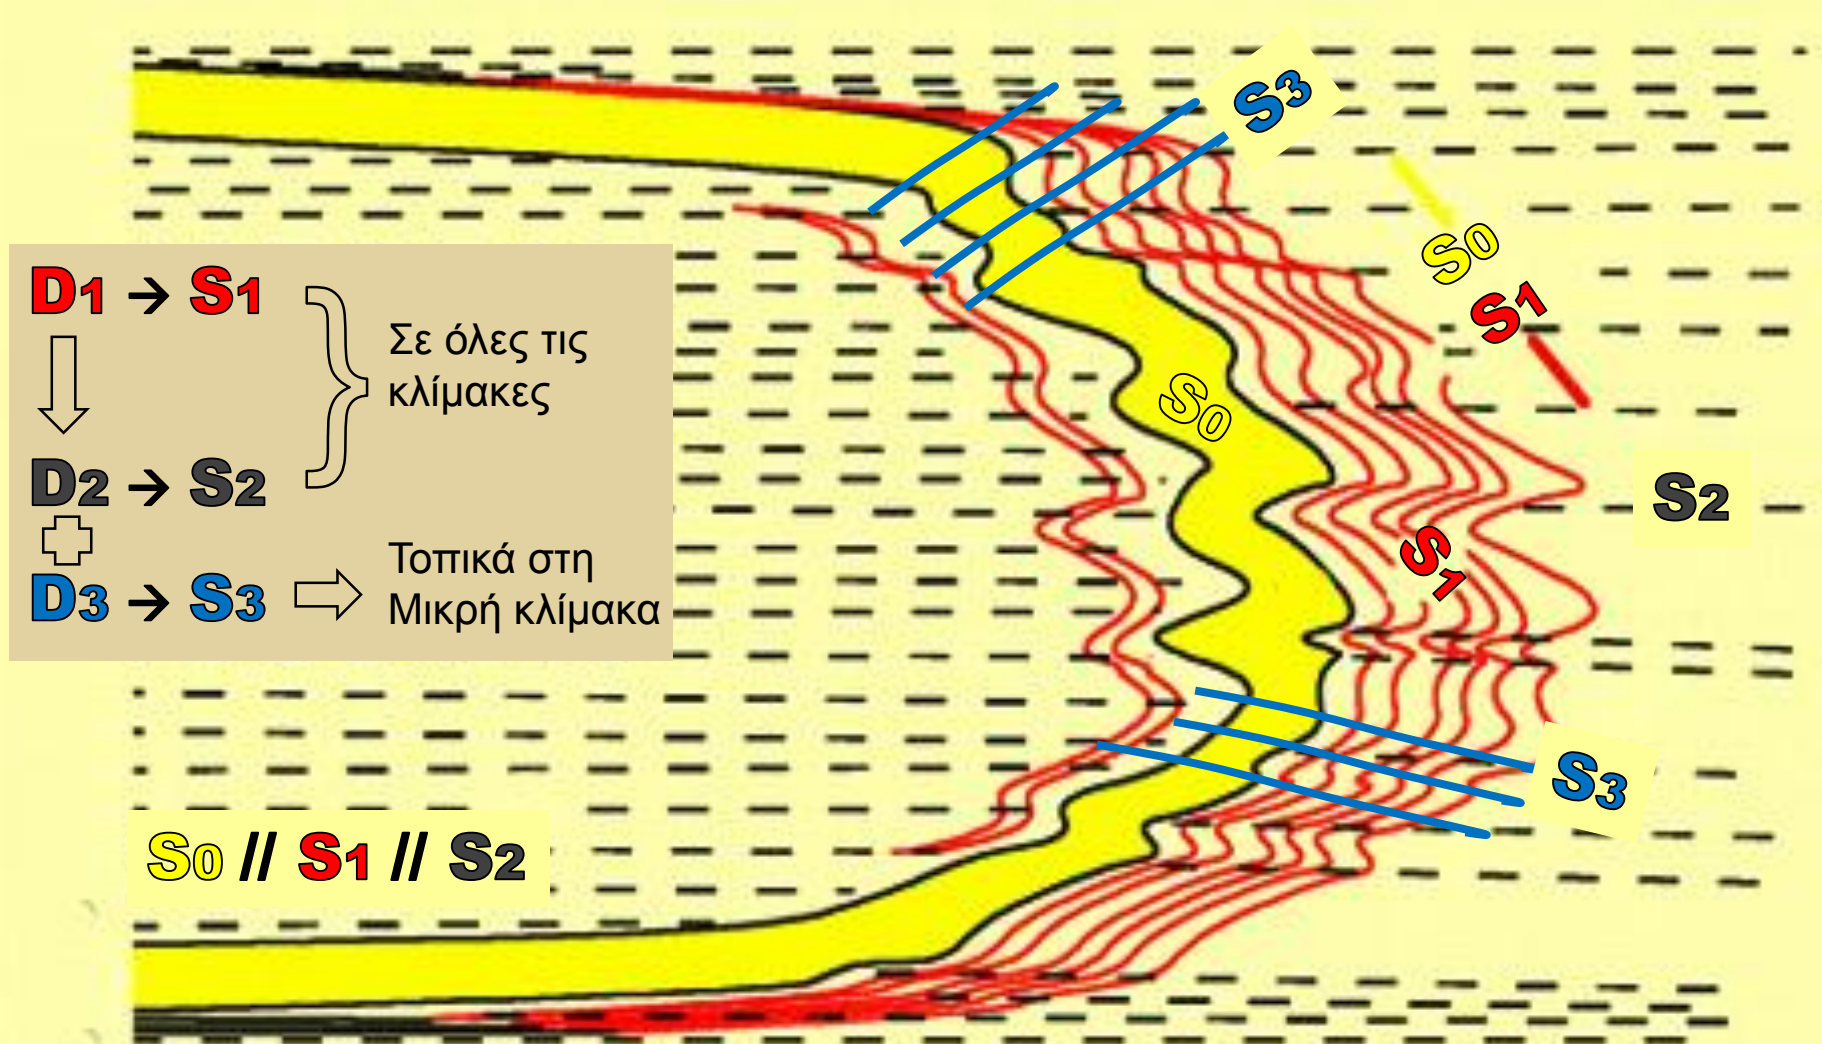 S3
S0
S1
D1 → S1
Σε όλες τις
κλίμακες
S0
D2 → S2
S2
S1
Τοπικά στη
D3 → S3
Μικρή κλίμακα
S3
S0 // S1 // S2